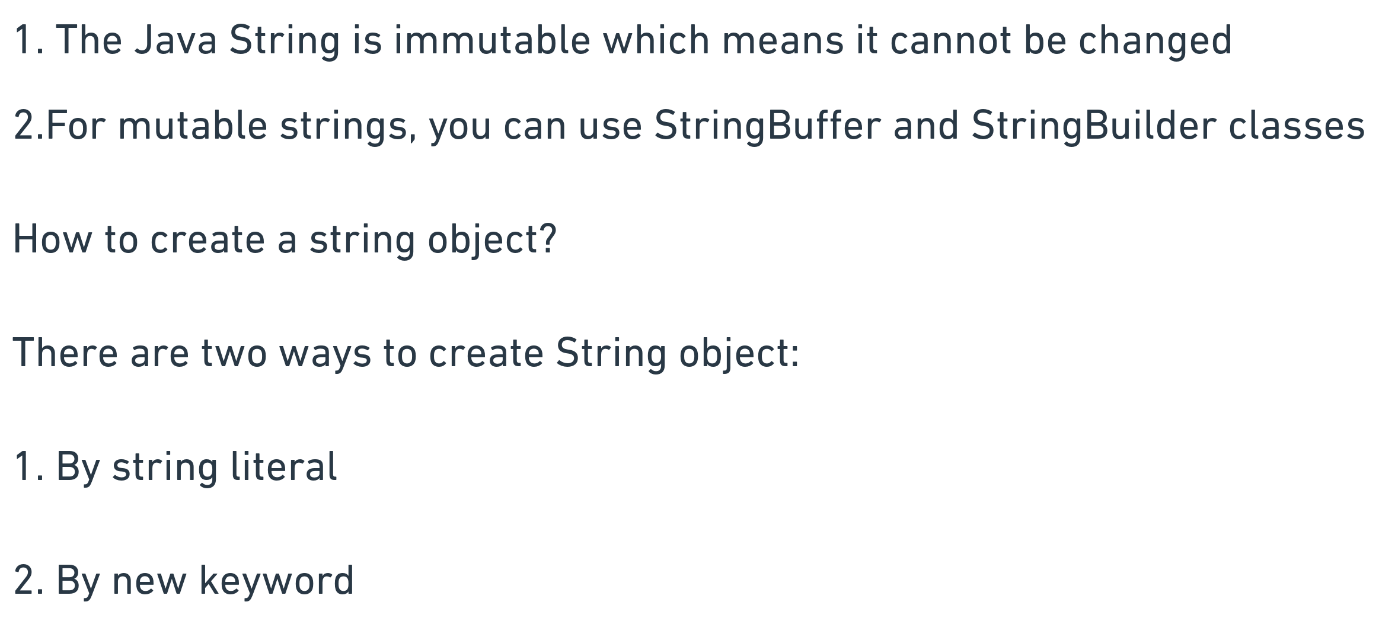 1. The Java String is immutable which means it cannot be changed
2.For mutable strings, you can use StringBuffer and StringBuilder classes
How to create a string object?
There are two ways to create String object:
1. By string literal
2. By new keyword